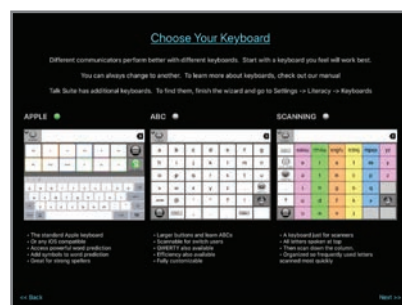 Choose Your Keyboard
Different communicators perform better with different keyboards. Start with a keyboard you feel will work best.
You can always change to another. To learn more about keyboards, check out our manual!
Talk Suite has additional keyboards. To find them, finish the wizard and go to Settings -> Literacy -> Keyboards
APPLE
ABC
SCANNING
- The standard Apple keyboard
- Or any iOS compatible
- Access powerful word prediction
- Add symbols to word prediction
- Great for strong spellers
- Larger buttons and learn ABCs
- Scannable for switch users
- QWERTY also available
- Efficiency also available
- Fully customizable
- A keyboard just for scanners
- All letters spoken at top
- Then scan down the column.
- Organized so frequently used letters
scanned most quickly
<< Back
Next >>